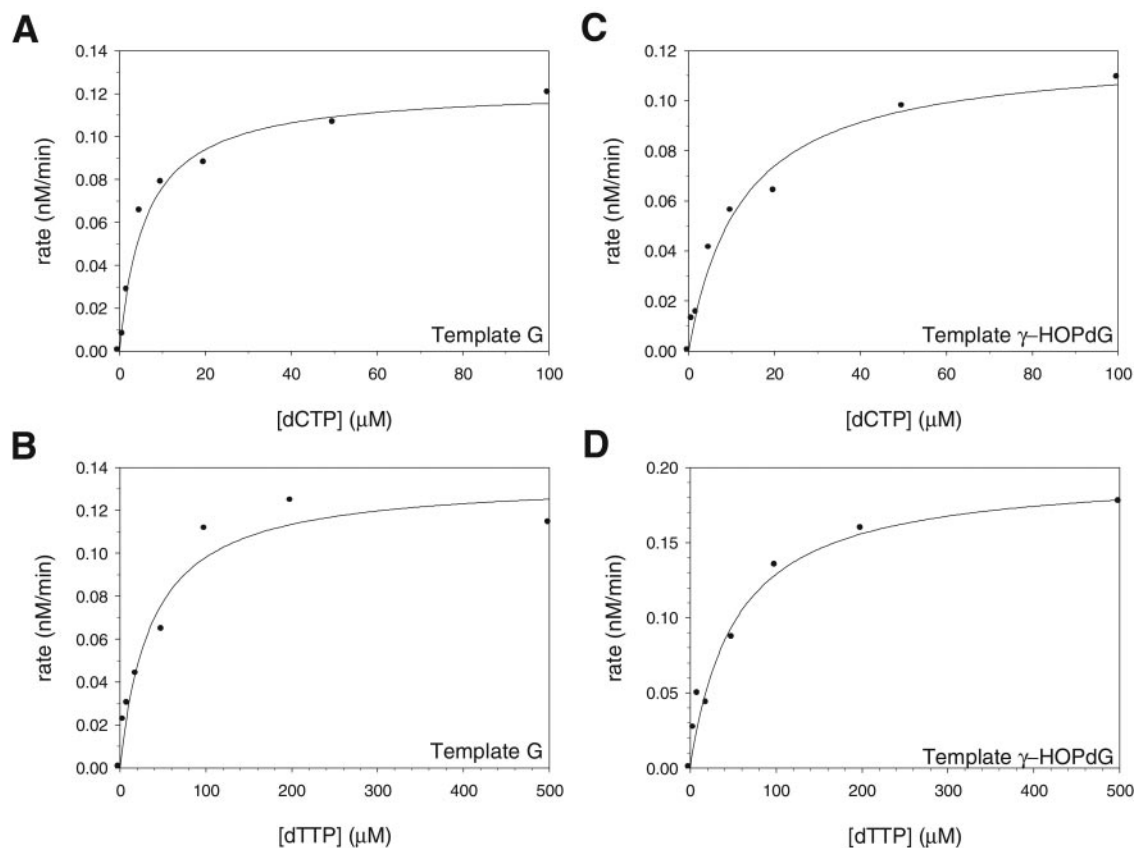 A
0.14
0.12
0.10
0.08
0.06
0.04
0.02
0.00
rate (nM/min)
Template G
0 20 40 60 80 100
[dCTP] (μM)
C
0.12
0.10
0.08
0.06
0.04
0.02
0.00
rate (nM/min)
Template γ–HOPdG
0 20 40 60 80 100
[dCTP] (μM)
B
0.14
0.12
0.10
0.08
0.06
0.04
0.02
0.00
rate (nM/min)
Template G
0 100 200 300 400 500
[dTTP] (μM)
D
0.20
0.15
0.10
0.05
0.00
rate (nM/min)
Template γ–HOPdG
0 100 200 300 400 500
[dTTP] (μM)